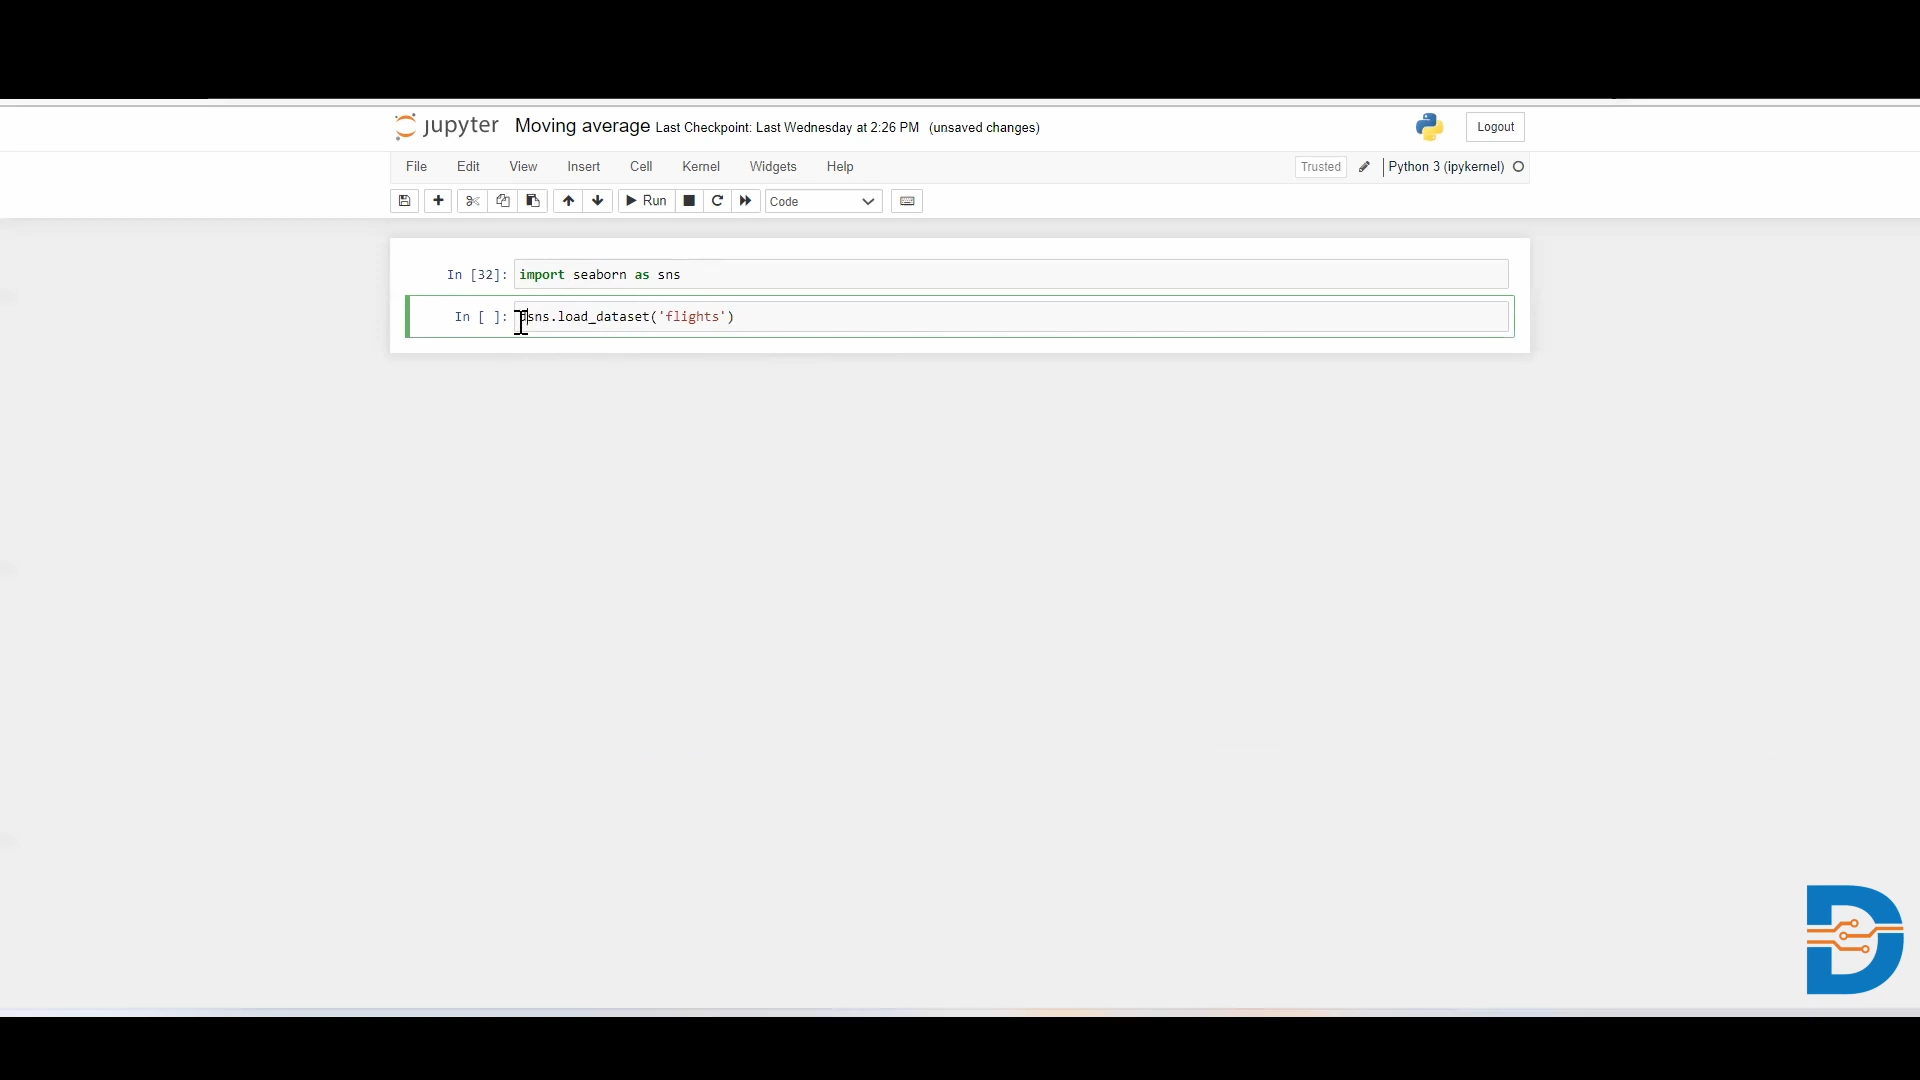 jupyter Moving average Last Checkpoint: Last Wednesday at 2:26 PM (unsaved changes) Logout
File Edit View Insert Cell Kernel Widgets Help Trusted Python 3 (ipykernel)
Run Code
In [32]: import seaborn as sns
In [ ]: dsns.load_dataset('flights')